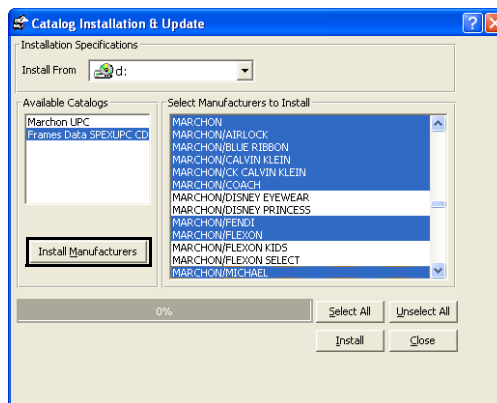 Catalog Installation & Update
Installation Specifications
Install From d:
Available Catalogs
Marchon UPC
Frames Data SPEXUPC CD
Install Manufacturers
Select Manufacturers to Install
MARCHON
MARCHON/AIRLOCK
MARCHON/BLUE RIBBON
MARCHON/CALVIN KLEIN
MARCHON/CK CALVIN KLEIN
MARCHON/COACH
MARCHON/DISNEY EYEWEAR
MARCHON/DISNEY PRINCESS
MARCHON/FENDI
MARCHON/FLEXON
MARCHON/FLEXON KIDS
MARCHON/FLEXON SELECT
MARCHON/MICHAEL
0%
Select All
Unselect All
Install
Close